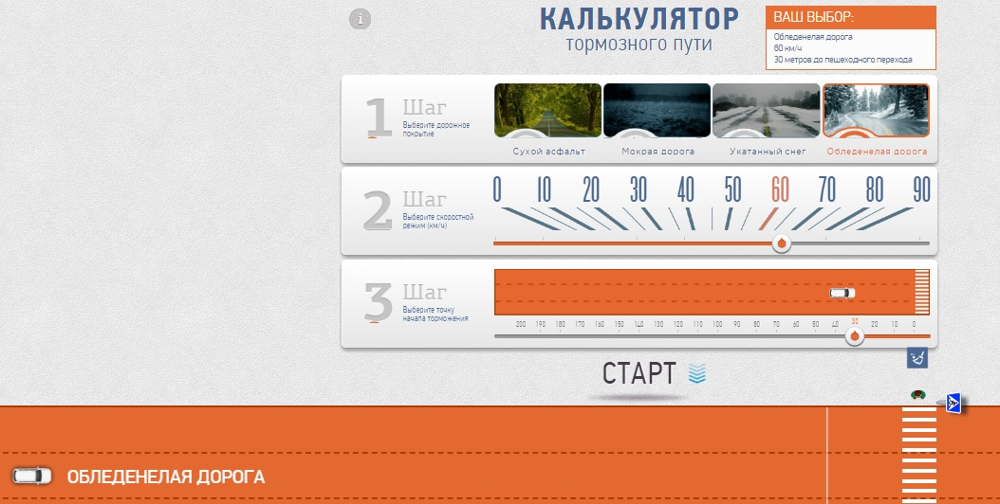 i
КАЛЬКУЛЯТОР
тормозного пути
ВАШ ВЫБОР:
Обледенелая дорога
60 км/ч
30 метров до пешеходного перехода
1 Шаг
Выберите дорожное
покрытие
Сухой асфальт
Мокрая дорога
Укатанный снег
Обледенелая дорога
2 Шаг
Выберите скоростной
режим (км/ч)
0 10 20 30 40 50 60 70 80 90
3 Шаг
Выберите точку
начала торможения
200 190 180 170 160 150 140 130 120 110 100 90 80 70 60 50 40 30 20 10 0
СТАРТ
ОБЛЕДЕНЕЛАЯ ДОРОГА